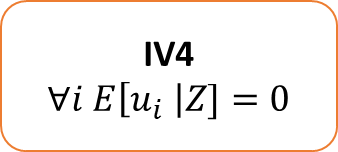 IV4
∀i E[uᵢ |Z] = 0